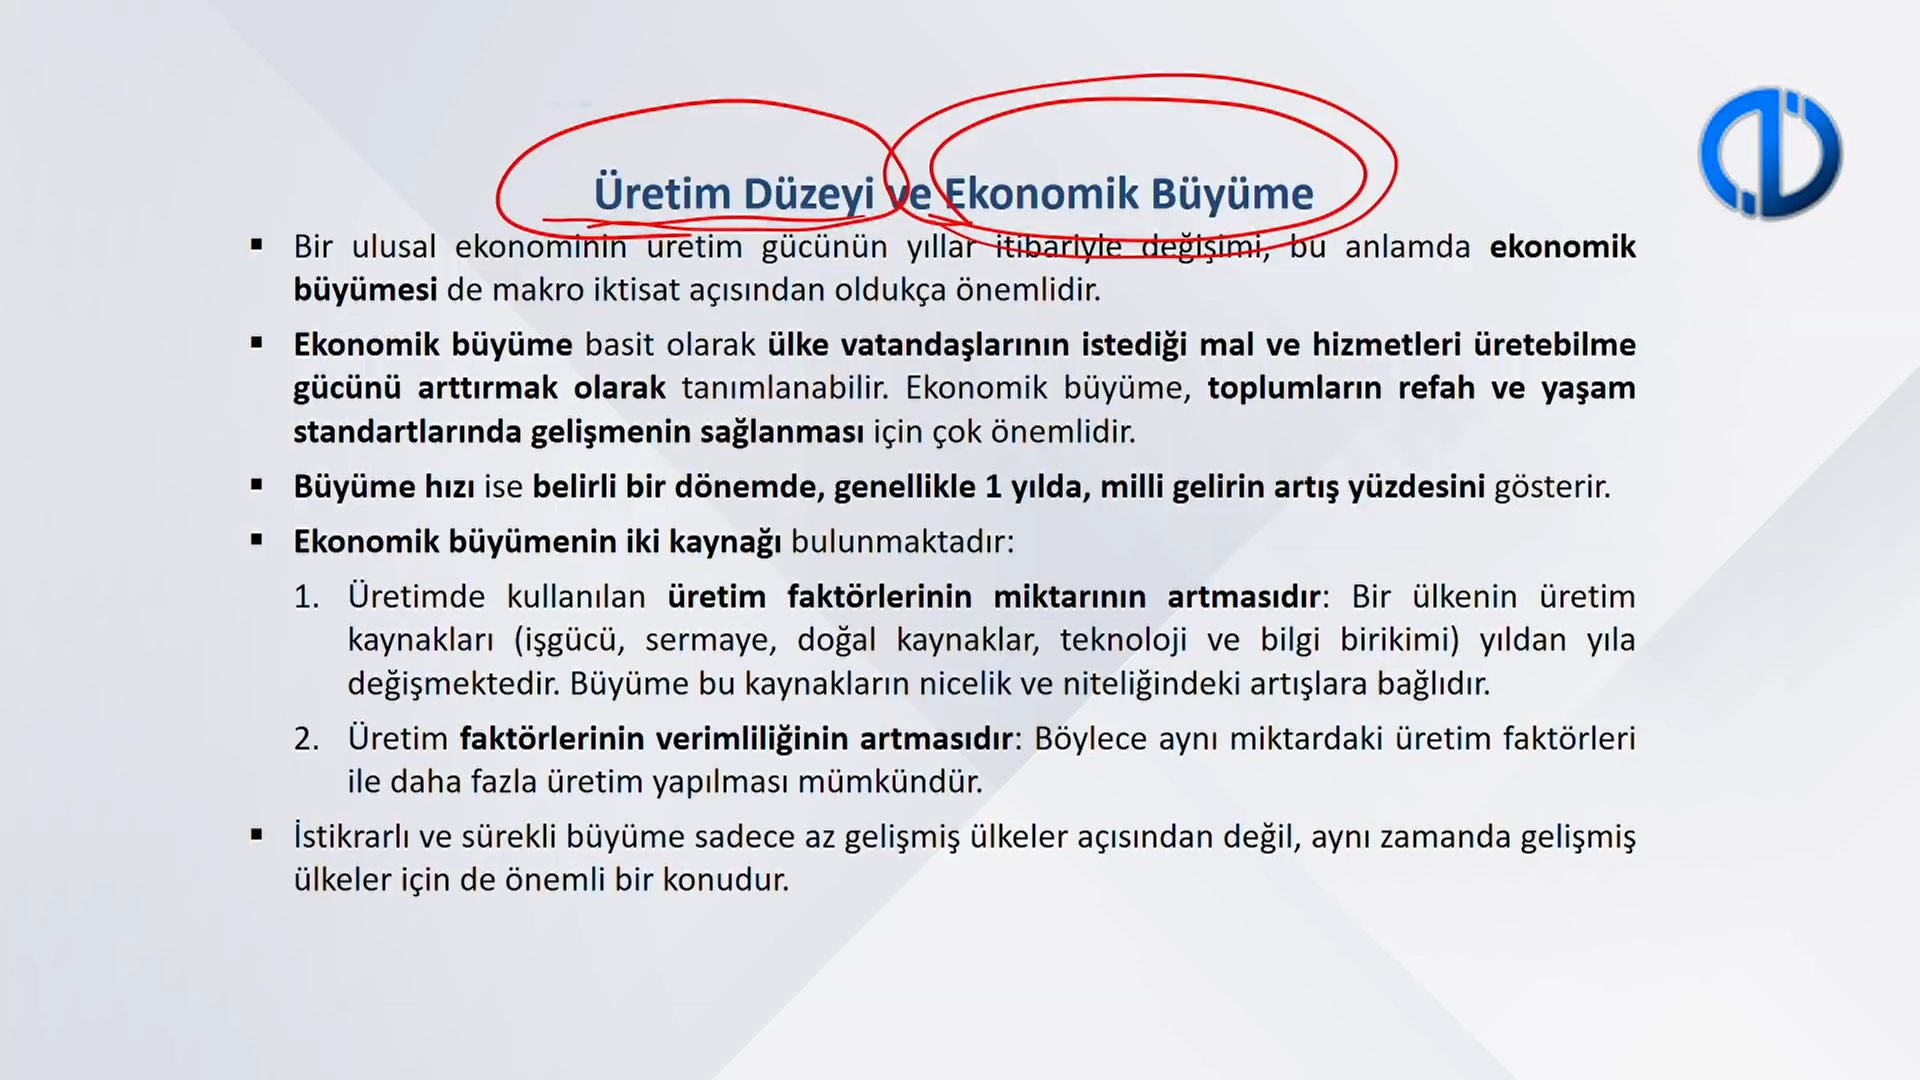 Üretim Düzeyi ve Ekonomik Büyüme
▪ Bir ulusal ekonominin üretim gücünün yıllar itibariyle değişimi, bu anlamda ekonomik
büyümesi de makro iktisat açısından oldukça önemlidir.
▪ Ekonomik büyüme basit olarak ülke vatandaşlarının istediği mal ve hizmetleri üretebilme
gücünü arttırmak olarak tanımlanabilir. Ekonomik büyüme, toplumların refah ve yaşam
standartlarında gelişmenin sağlanması için çok önemlidir.
▪ Büyüme hızı ise belirli bir dönemde, genellikle 1 yılda, milli gelirin artış yüzdesini gösterir.
▪ Ekonomik büyümenin iki kaynağı bulunmaktadır:
1. Üretimde kullanılan üretim faktörlerinin miktarının artmasıdır: Bir ülkenin üretim
kaynakları (işgücü, sermaye, doğal kaynaklar, teknoloji ve bilgi birikimi) yıldan yıla
değişmektedir. Büyüme bu kaynakların nicelik ve niteliğindeki artışlara bağlıdır.
2. Üretim faktörlerinin verimliliğinin artmasıdır: Böylece aynı miktardaki üretim faktörleri
ile daha fazla üretim yapılması mümkündür.
▪ İstikrarlı ve sürekli büyüme sadece az gelişmiş ülkeler açısından değil, aynı zamanda gelişmiş
ülkeler için de önemli bir konudur.